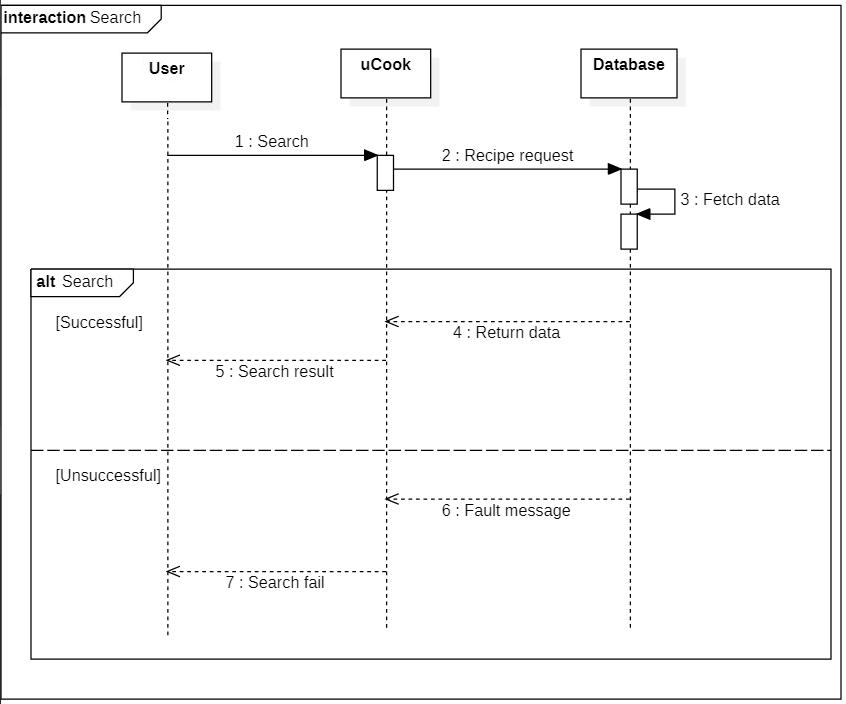 interaction Search
User
uCook
Database
1 : Search
2 : Recipe request
3 : Fetch data
alt Search
[Successful]
4 : Return data
5 : Search result
[Unsuccessful]
6 : Fault message
7 : Search fail